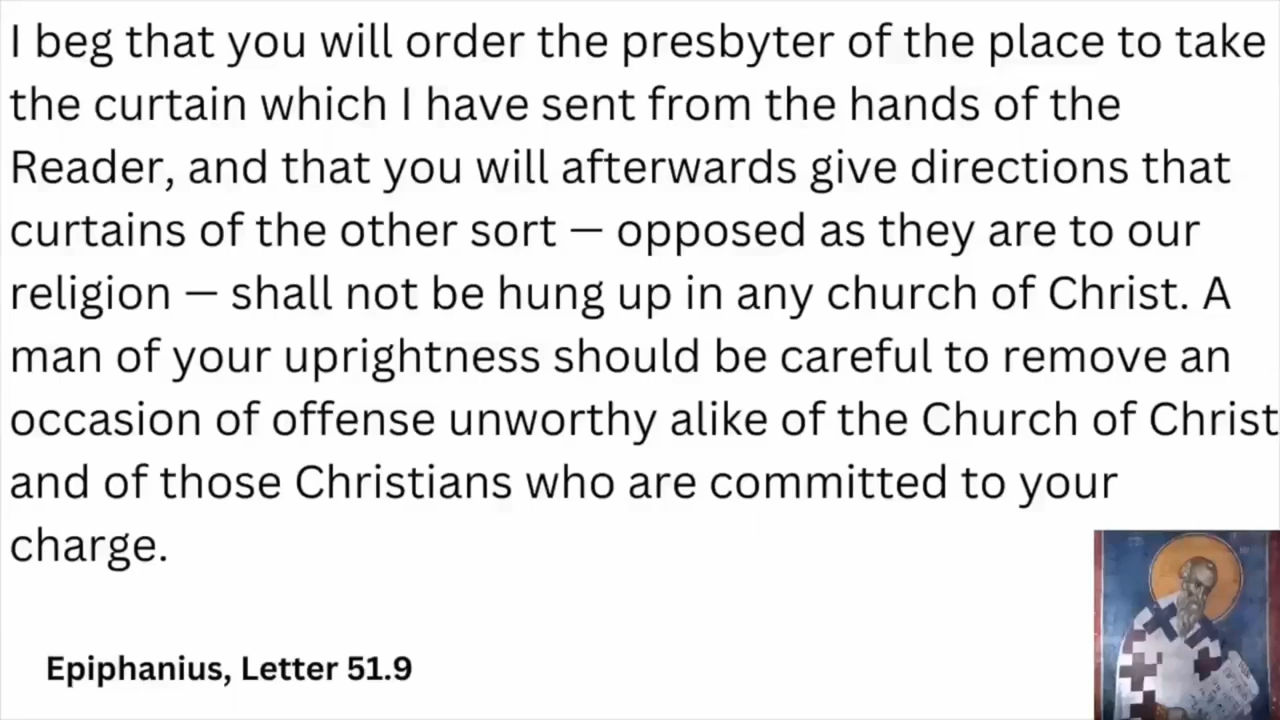 I beg that you will order the presbyter of the place to take
the curtain which I have sent from the hands of the
Reader, and that you will afterwards give directions that
curtains of the other sort — opposed as they are to our
religion — shall not be hung up in any church of Christ. A
man of your uprightness should be careful to remove an
occasion of offense unworthy alike of the Church of Christ
and of those Christians who are committed to your
charge.
Epiphanius, Letter 51.9